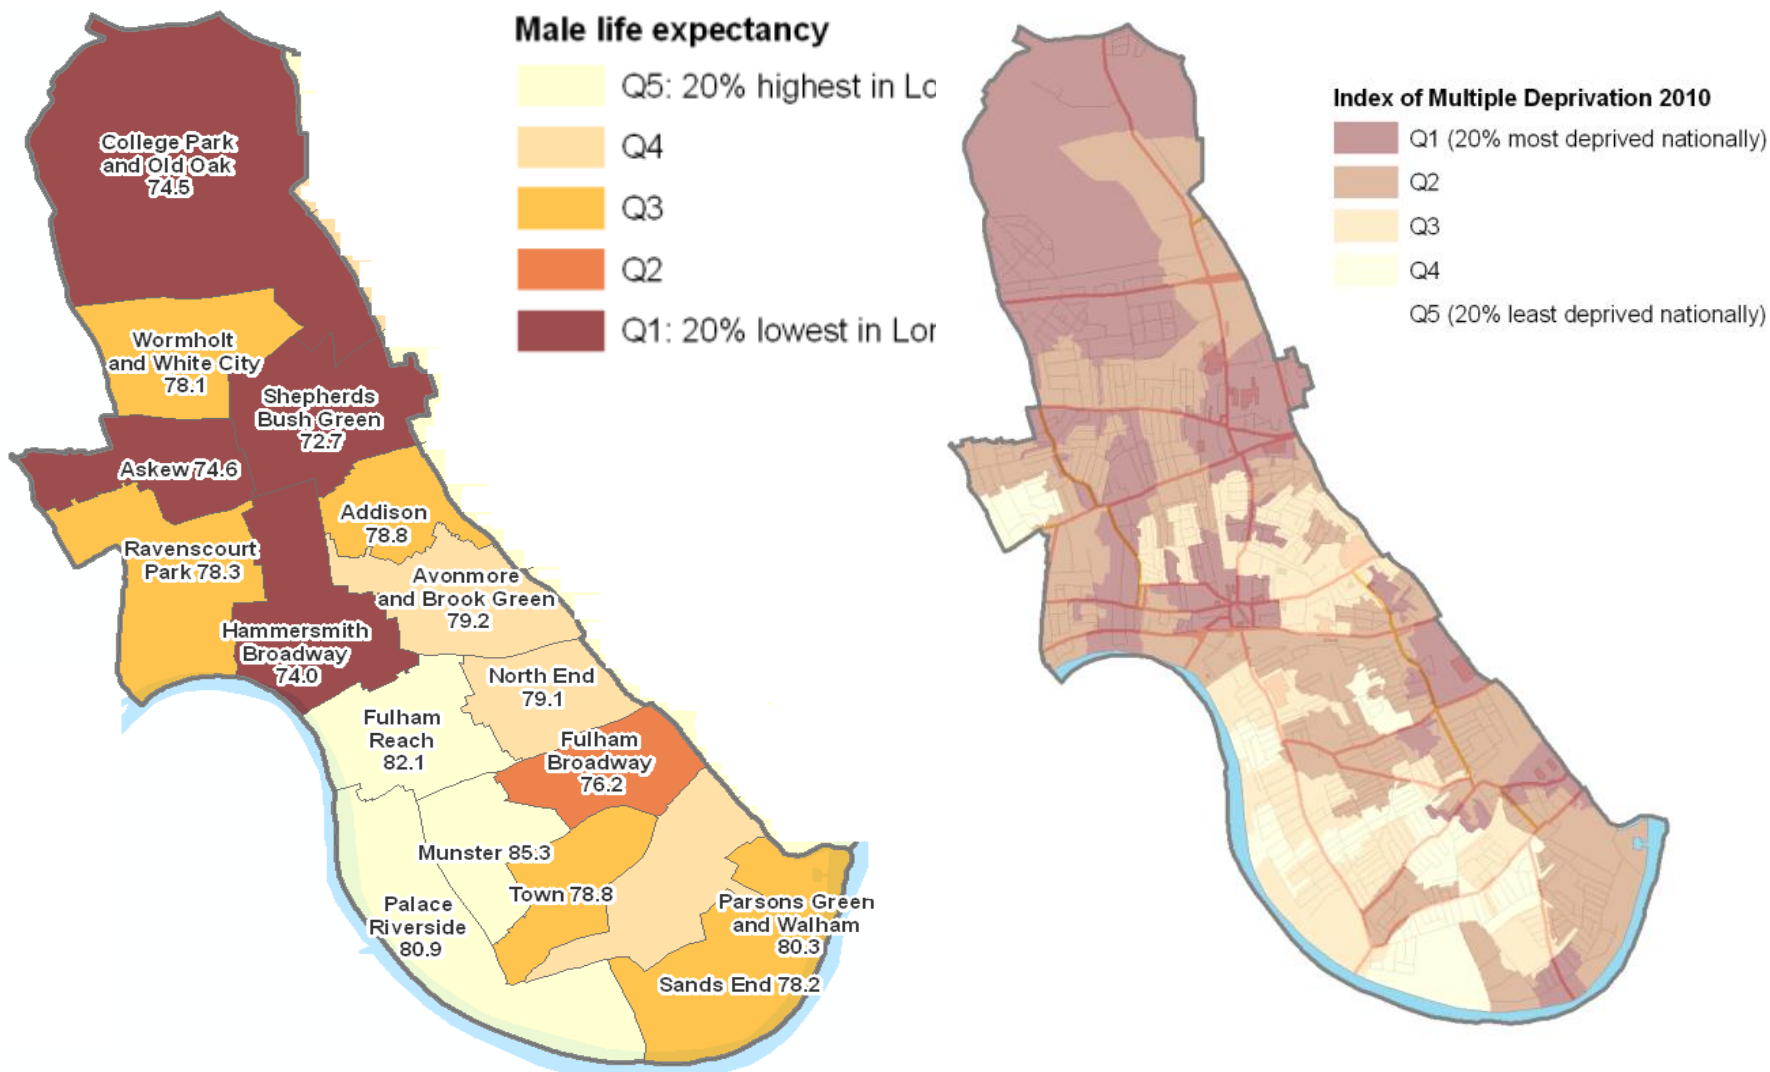 Male life expectancy
Q5: 20% highest in Lo
Q4
Q3
Q2
Q1: 20% lowest in Lor
College Park
and Old Oak
74.5
Wormholt
and White City
78.1
Shepherds
Bush Green
72.7
Askew 74.6
Addison
78.8
Ravenscourt
Park 78.3
Avonmore
and Brook Green
79.2
Hammersmith
Broadway
74.0
North End
79.1
Fulham
Reach
82.1
Fulham
Broadway
76.2
Munster 85.3
Town 78.8
Palace
Riverside
80.9
Parsons Green
and Walham
80.3
Sands End 78.2
Index of Multiple Deprivation 2010
Q1 (20% most deprived nationally)
Q2
Q3
Q4
Q5 (20% least deprived nationally)